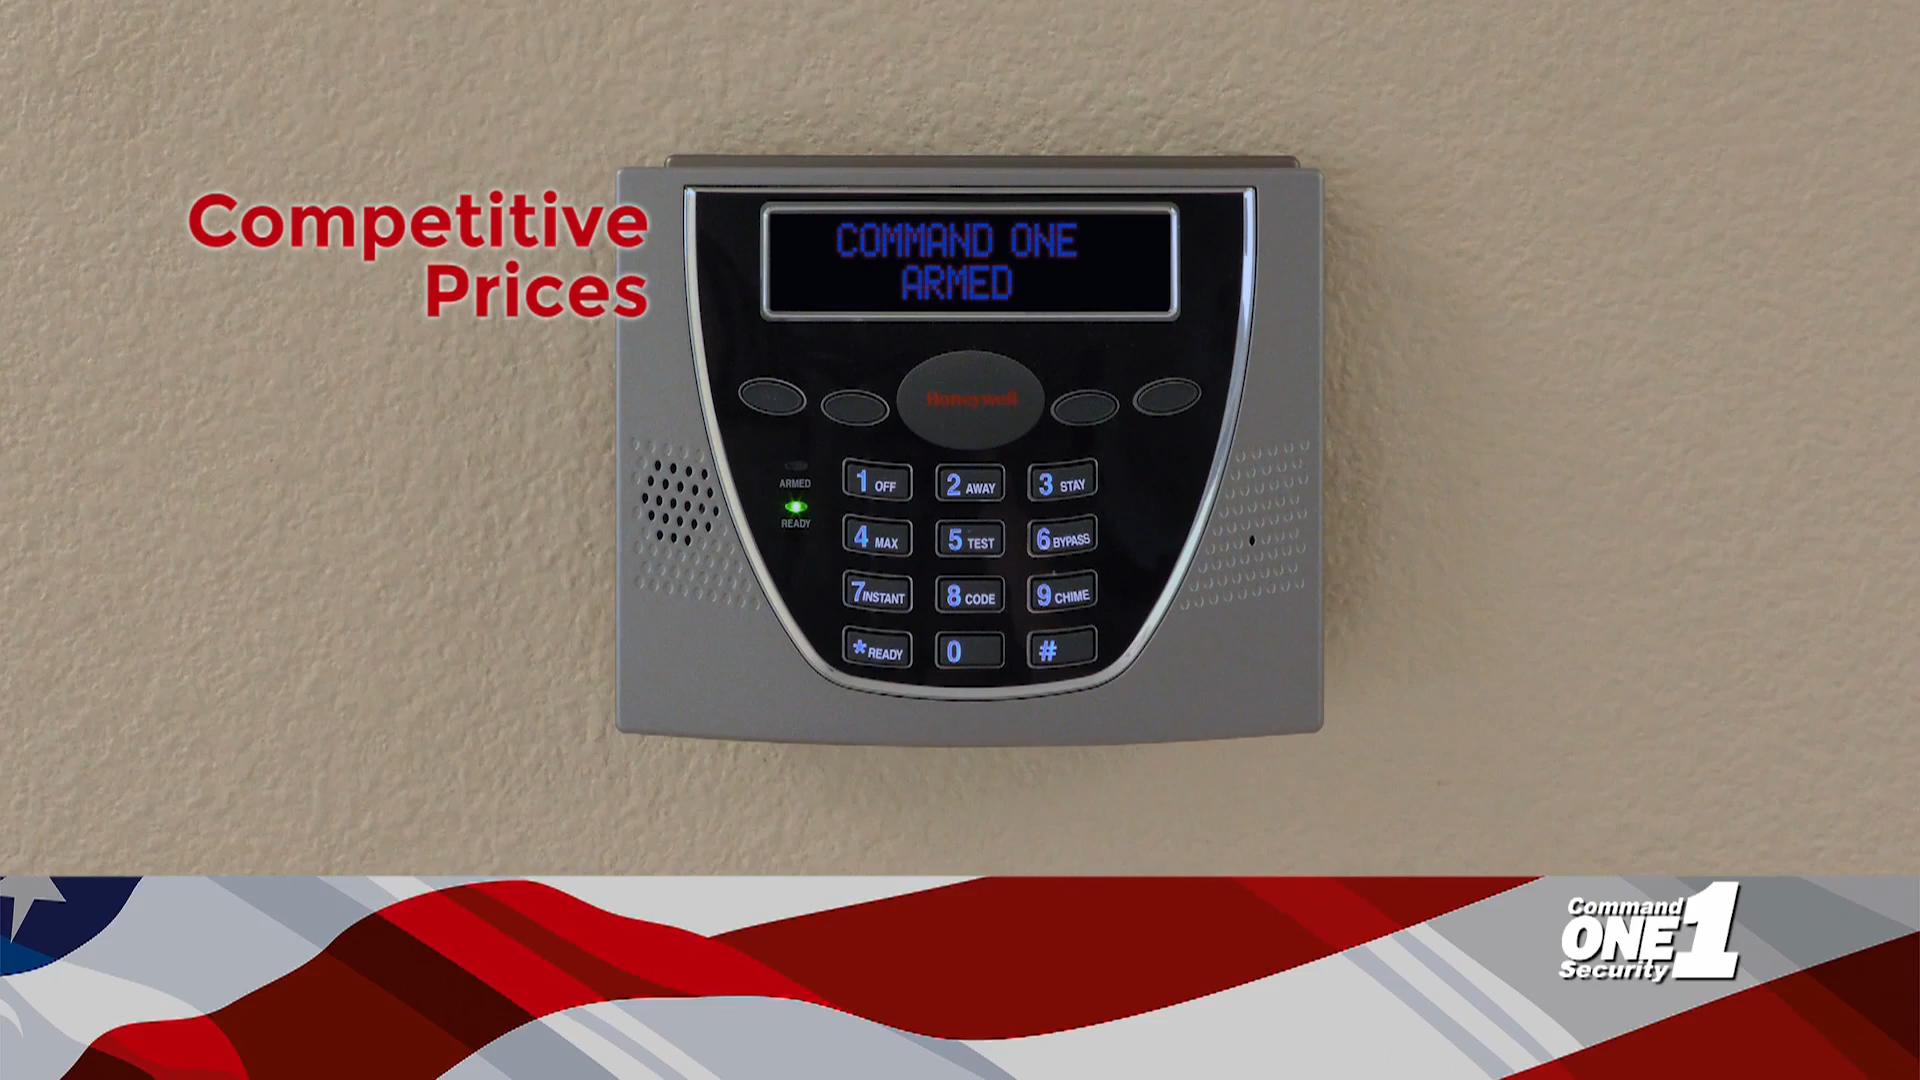 Competitive
Prices
COMMAND ONE
ARMED
Honeywell
ARMED
READY
1 OFF
2 AWAY
3 STAY
4 MAX
5 TEST
6 BYPASS
7 INSTANT
8 CODE
9 CHIME
* READY
0
#
Command
ONE 1
Security